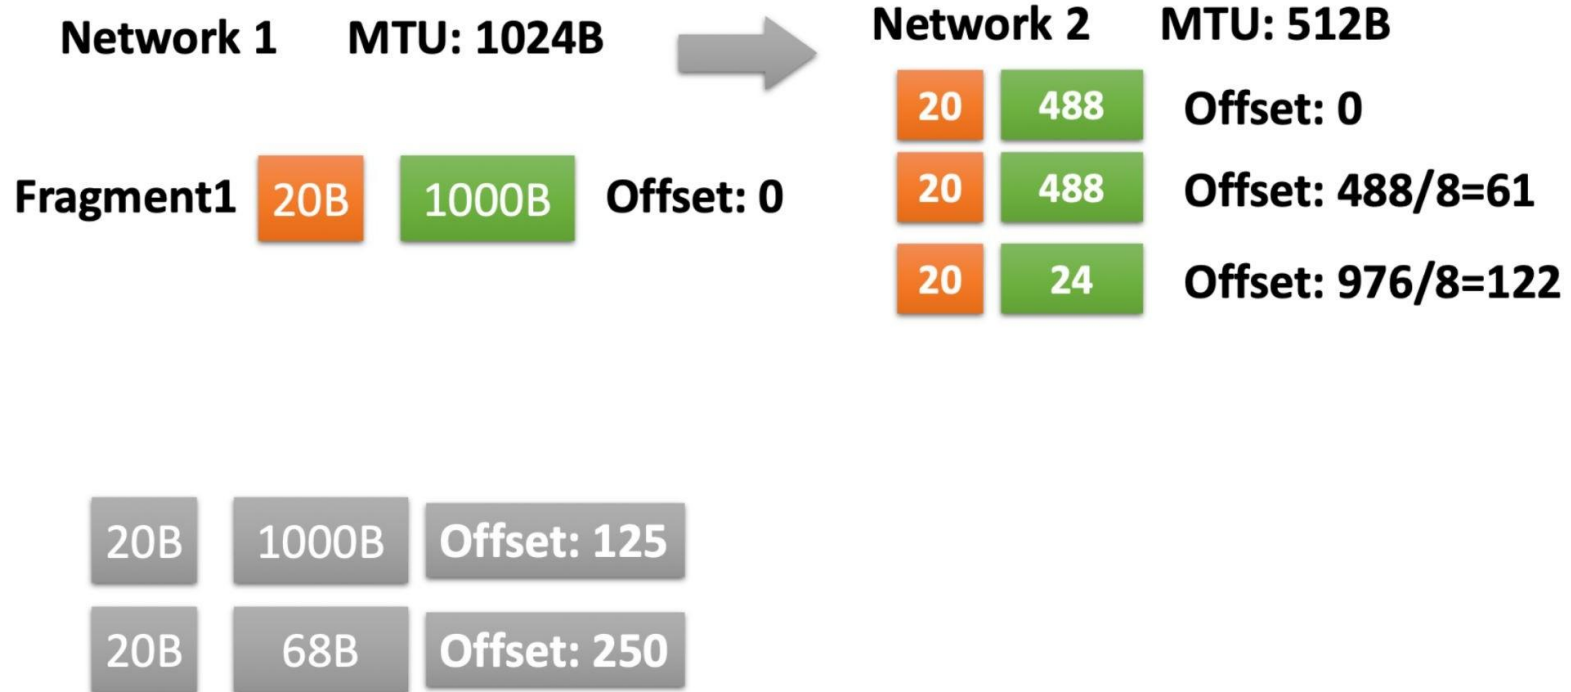 Network 1 MTU: 1024B
Fragment1 20B 1000B Offset: 0
Network 2 MTU: 512B
20 488 Offset: 0
20 488 Offset: 488/8=61
20 24 Offset: 976/8=122
20B 1000B Offset: 125
20B 68B Offset: 250